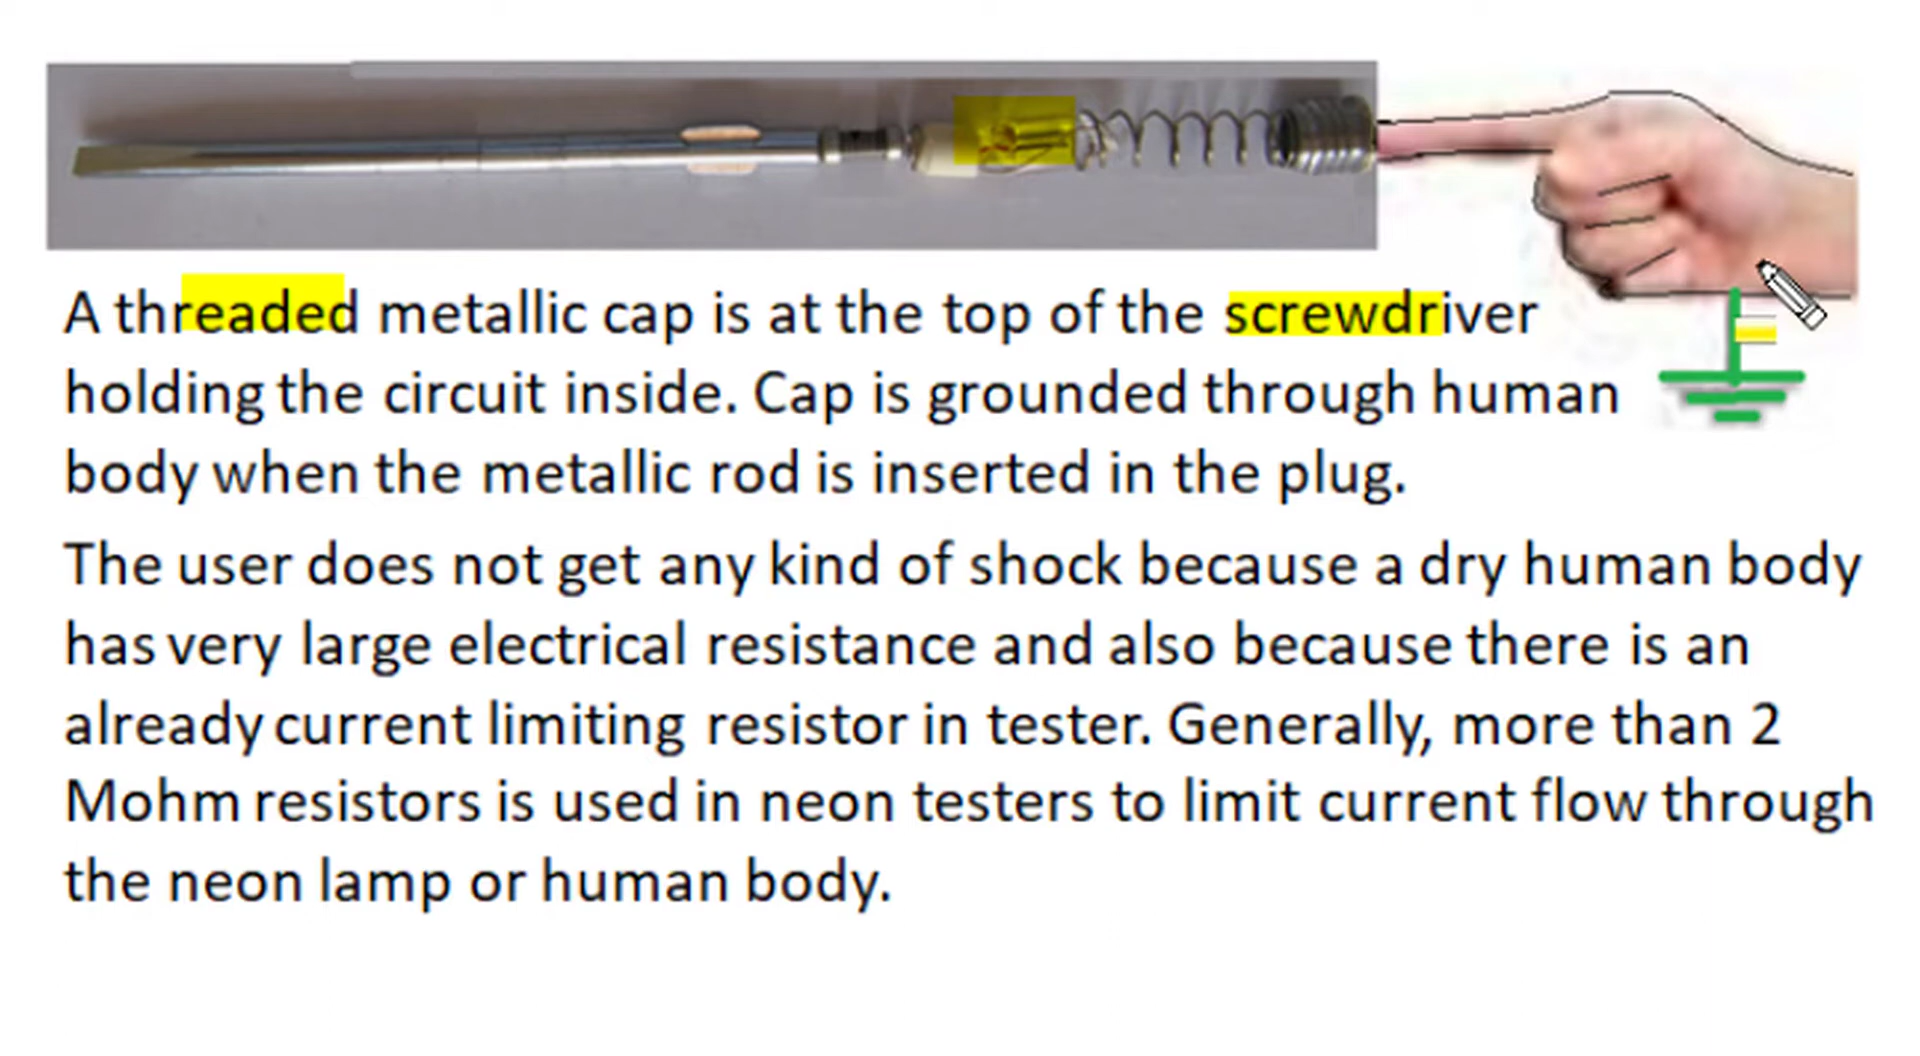 A threaded metallic cap is at the top of the screwdriver
holding the circuit inside. Cap is grounded through human
body when the metallic rod is inserted in the plug.
The user does not get any kind of shock because a dry human body
has very large electrical resistance and also because there is an
already current limiting resistor in tester. Generally, more than 2
Mohm resistors is used in neon testers to limit current flow through
the neon lamp or human body.